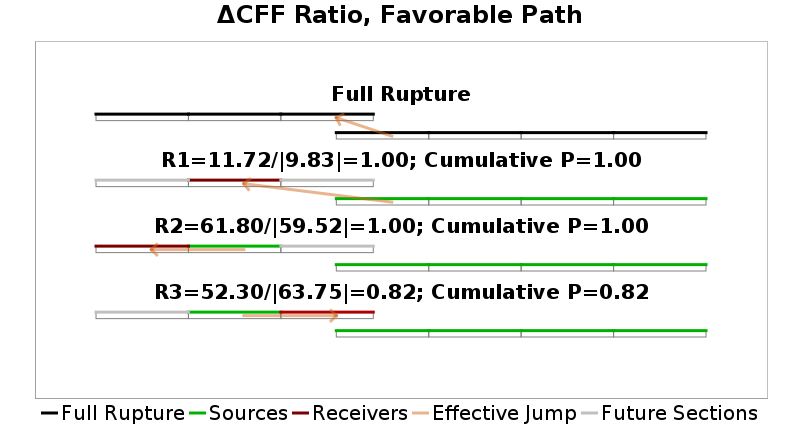 ΔCFF Ratio, Favorable Path
Full Rupture
R1=11.72/|9.83|=1.00; Cumulative P=1.00
R2=61.80/|59.52|=1.00; Cumulative P=1.00
R3=52.30/|63.75|=0.82; Cumulative P=0.82
Full Rupture Sources Receivers Effective Jump Future Sections